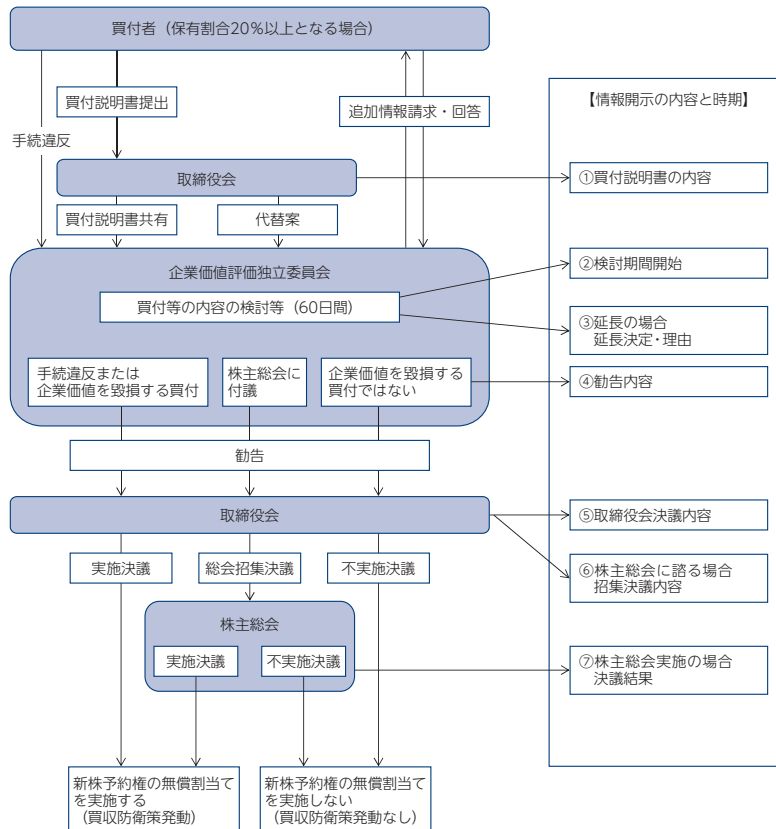 買付者（保有割合20％以上となる場合）
買付説明書提出
追加情報請求・回答
手続違反
取締役会
買付説明書共有
代替案
企業価値評価独立委員会
買付等の内容の検討等（60日間）
手続違反または
企業価値を毀損する買付
株主総会に
付議
企業価値を毀損する
買付ではない
勧告
取締役会
実施決議
総会招集決議
不実施決議
株主総会
実施決議
不実施決議
新株予約権の無償割当て
を実施する
（買収防衛策発動）
新株予約権の無償割当て
を実施しない
（買収防衛策発動なし）
【情報開示の内容と時期】
①買付説明書の内容
②検討期間開始
③延長の場合
延長決定・理由
④勧告内容
⑤取締役会決議内容
⑥株主総会に諮る場合
招集決議内容
⑦株主総会実施の場合
決議結果